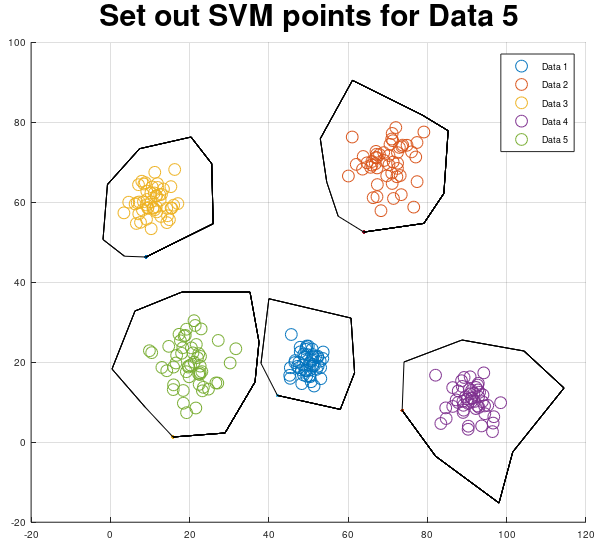 Set out SVM points for Data 5
100
80
60
40
20
0
-20
-20 0 20 40 60 80 100 120
Data 1
Data 2
Data 3
Data 4
Data 5